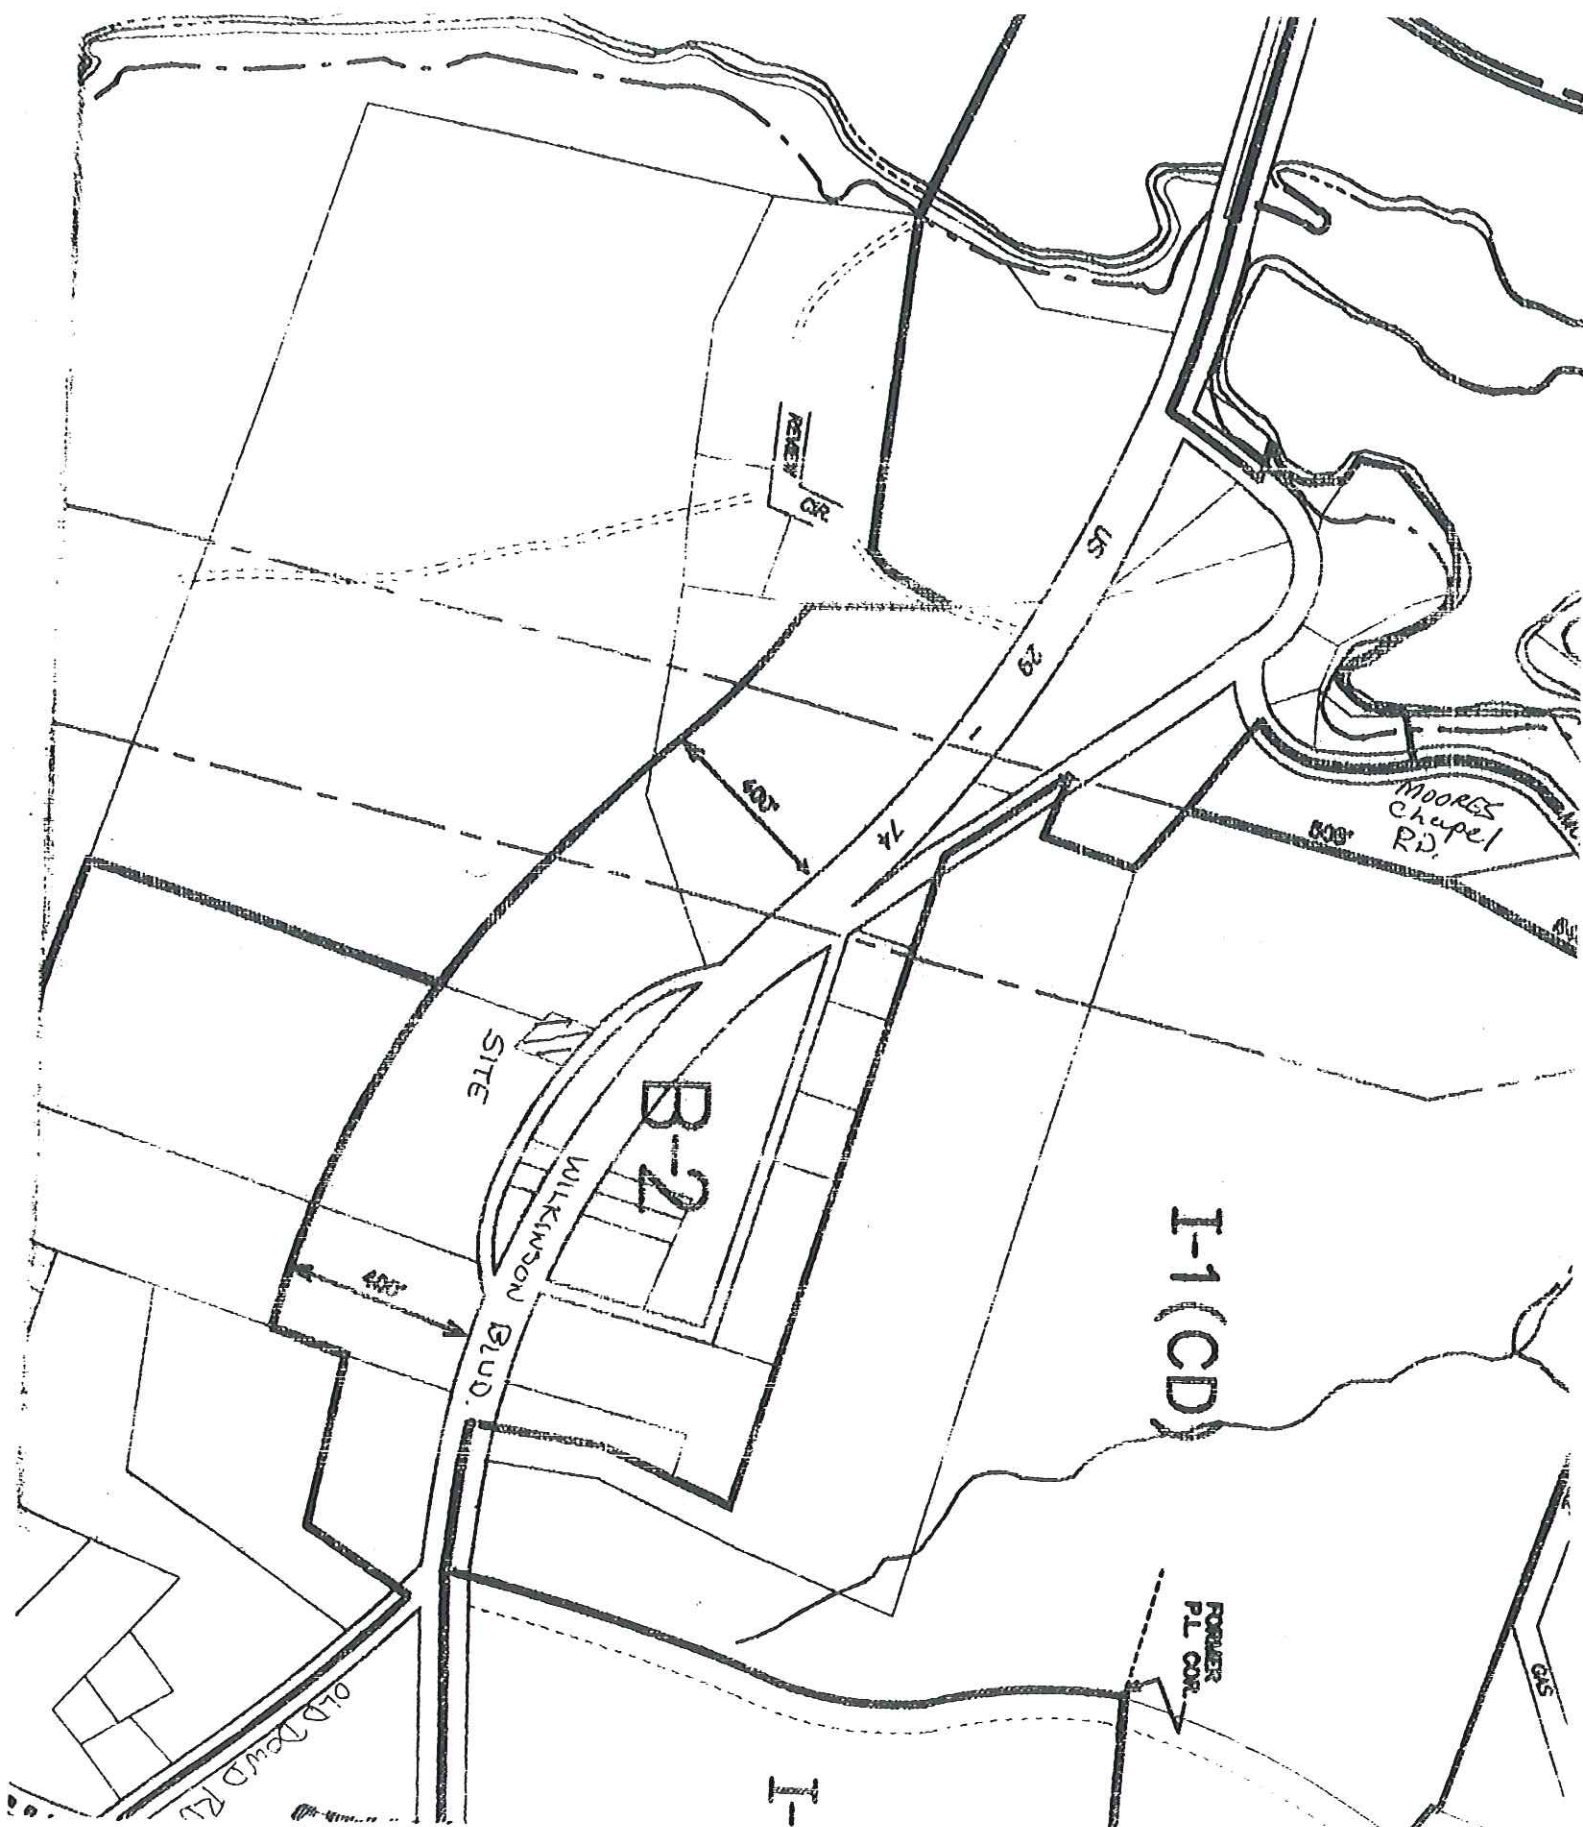 REVIEW
CIR.
US
29
74
400'
MOORES
Chapel
RD.
800'
SITE
B-2
WILKINSON BLVD.
400'
I-1(CD)
FORMER
P.L. COR.
GAS
OLD DOWD RD
I-